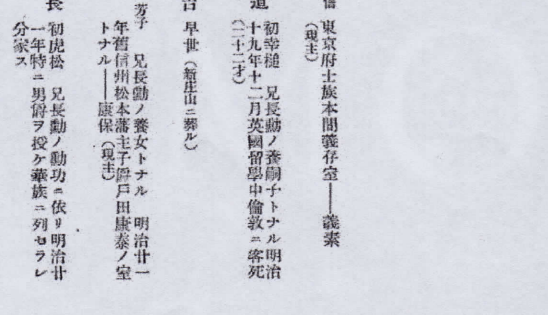 東京府士族本間義存室――義素
(現主)
初幸槌 兄長勳ノ養嗣子トナル明治
十九年十二月英國留學中倫敦ニ客死
(二十二才)
早世(新庄山ニ葬ル)
芳子 兄長勳ノ養女トナル 明治廿一
年舊信州松本藩主子爵戸田康泰ノ室
トナル――康保(現主)
長 初虎松 兄長勳ノ勳功ニ依リ明治廿
一年特ニ男爵ヲ授ケ華族ニ列セラレ
分家ス